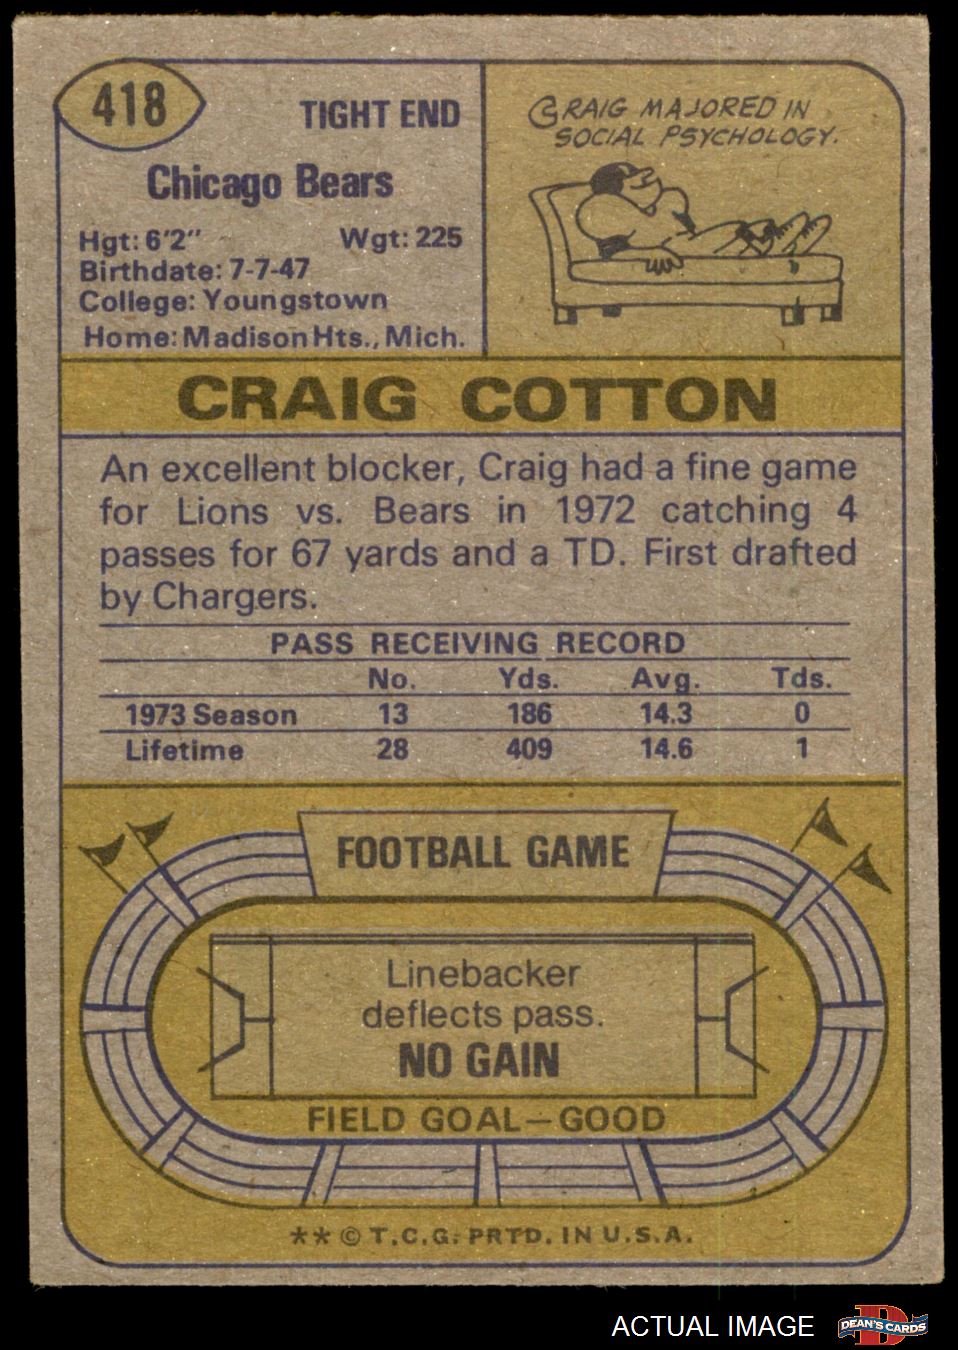 418
TIGHT END
Chicago Bears
Hgt: 6'2" Wgt: 225
Birthdate: 7-7-47
College: Youngstown
Home: Madison Hts., Mich.
CRAIG MAJORED IN
SOCIAL PSYCHOLOGY.
CRAIG COTTON
An excellent blocker, Craig had a fine game
for Lions vs. Bears in 1972 catching 4
passes for 67 yards and a TD. First drafted
by Chargers.
PASS RECEIVING RECORD
No. Yds. Avg. Tds.
1973 Season 13 186 14.3 0
Lifetime 28 409 14.6 1
FOOTBALL GAME
Linebacker
deflects pass.
NO GAIN
FIELD GOAL—GOOD
** © T.C.G. PRTD. IN U.S.A.
ACTUAL IMAGE
DEAN'S CARDS